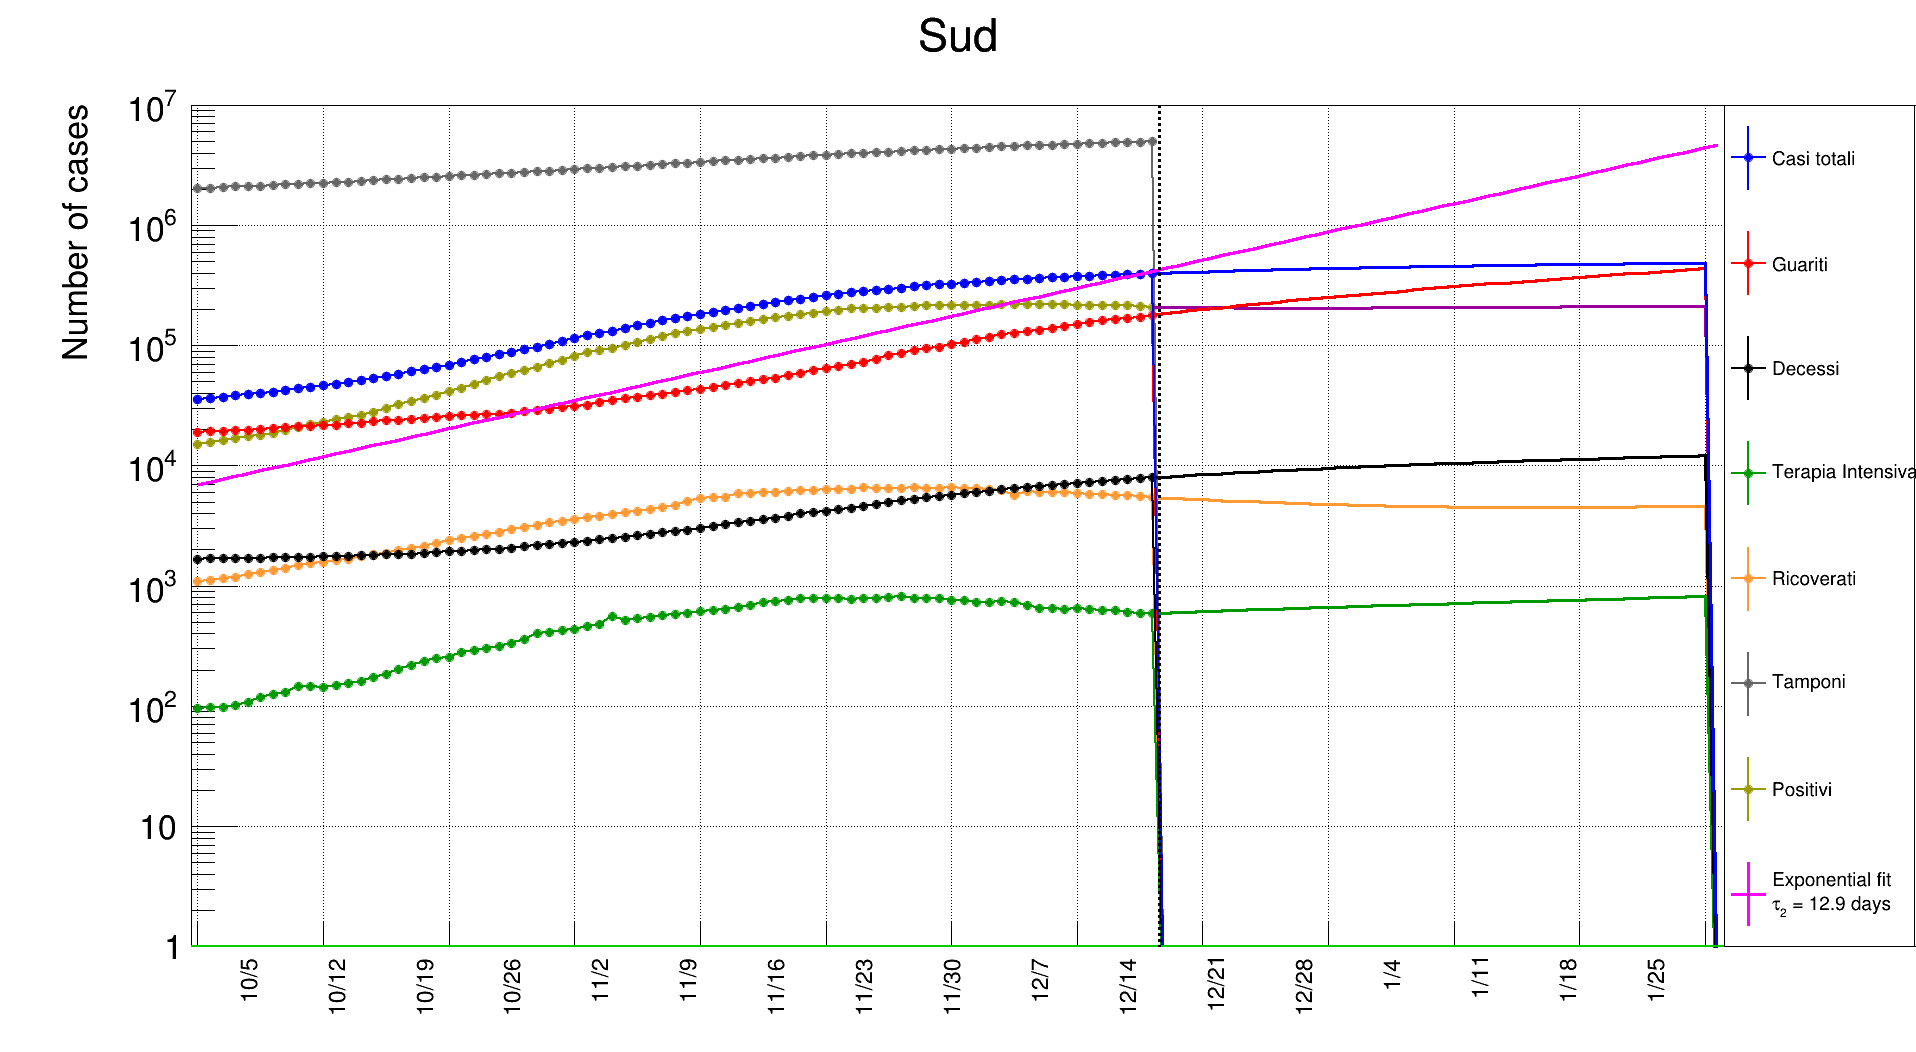 Sud
Number of cases
10^7
10^6
10^5
10^4
10^3
10^2
10
1
10/5
10/12
10/19
10/26
11/2
11/9
11/16
11/23
11/30
12/7
12/14
12/21
12/28
1/4
1/11
1/18
1/25
Casi totali
Guariti
Decessi
Terapia Intensiva
Ricoverati
Tamponi
Positivi
Exponential fit
τ_2 = 12.9 days